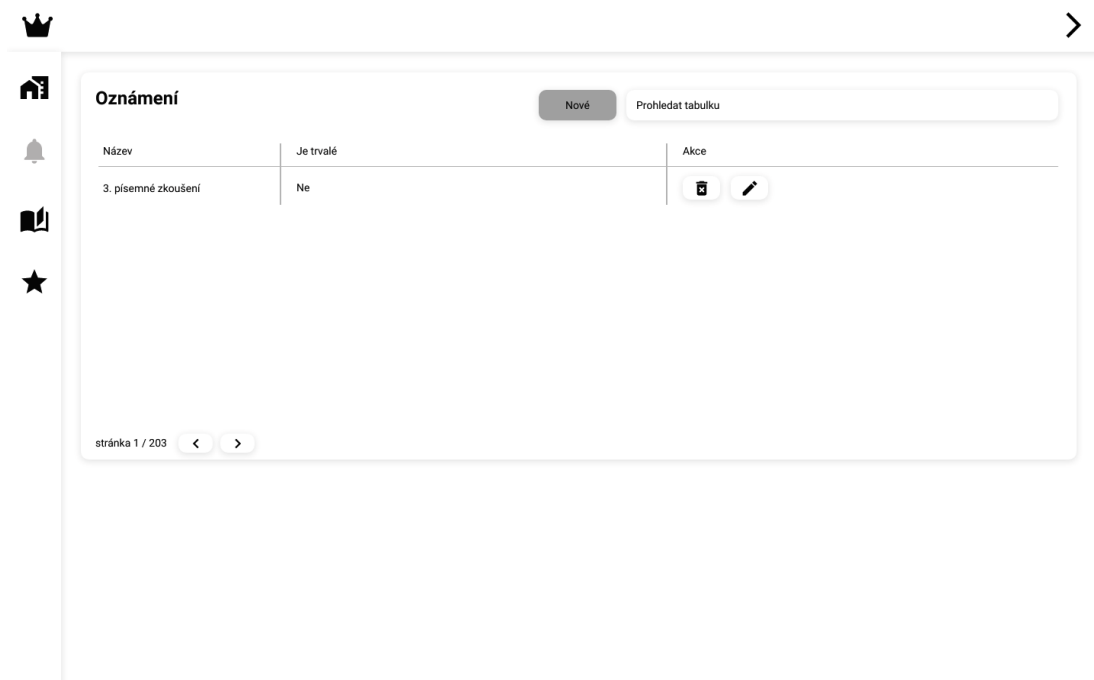 Oznámení
Nové
Prohledat tabulku
Název
Je trvalé
Akce
3. písemné zkoušení
Ne
stránka 1 / 203